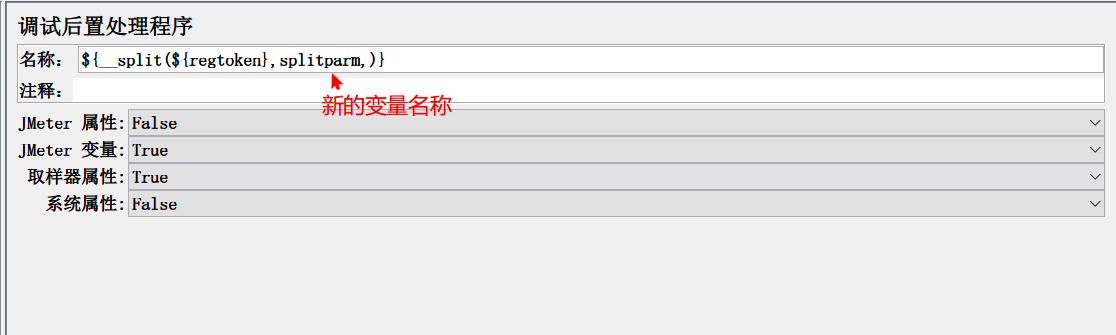 调试后置处理程序
名称： ${__split(${regtoken},splitparm,)}
注释：
新的变量名称
JMeter 属性: False
JMeter 变量: True
取样器属性: True
系统属性: False